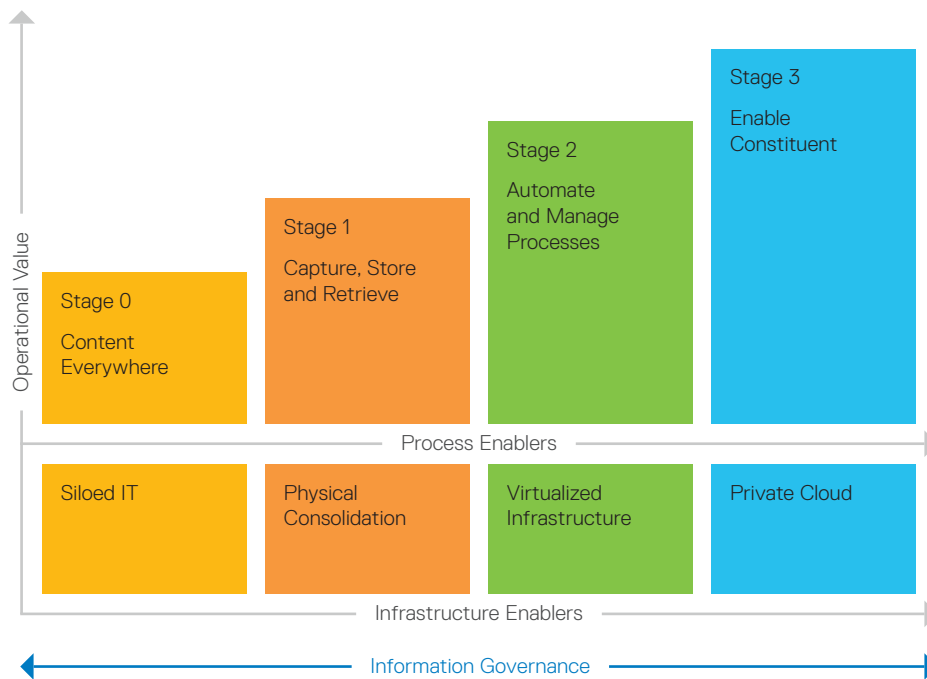 Operational Value
Stage 0
Content
Everywhere
Stage 1
Capture, Store
and Retrieve
Stage 2
Automate
and Manage
Processes
Stage 3
Enable
Constituent
Process Enablers
Siloed IT
Physical
Consolidation
Virtualized
Infrastructure
Private Cloud
Infrastructure Enablers
Information Governance